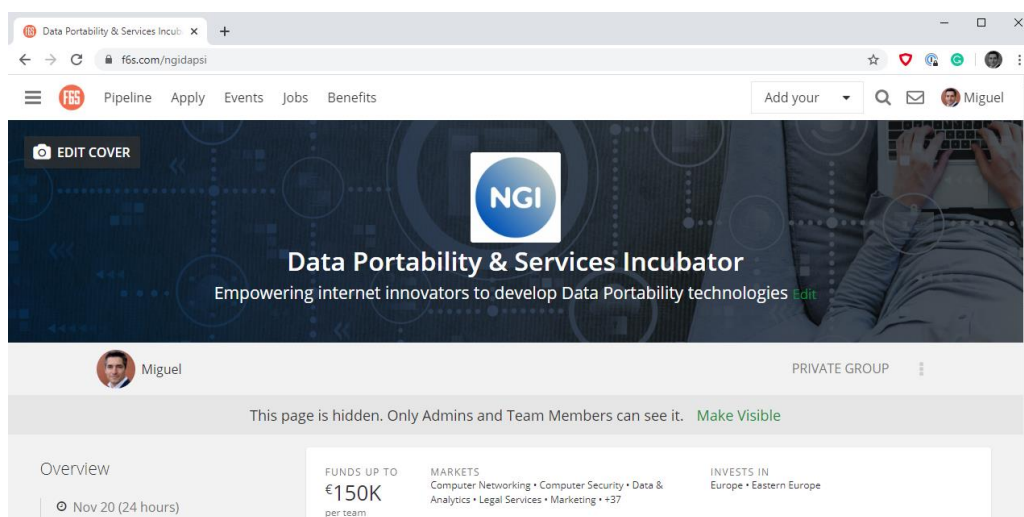 Data Portability & Services Incub
f6s.com/ngidapsi
F6S Pipeline Apply Events Jobs Benefits Add your Miguel
EDIT COVER
NGI
Data Portability & Services Incubator
Empowering internet innovators to develop Data Portability technologies Edit
Miguel PRIVATE GROUP
This page is hidden. Only Admins and Team Members can see it. Make Visible
Overview
Nov 20 (24 hours)
FUNDS UP TO
€150K
per team
MARKETS
Computer Networking • Computer Security • Data &
Analytics • Legal Services • Marketing • +37
INVESTS IN
Europe • Eastern Europe